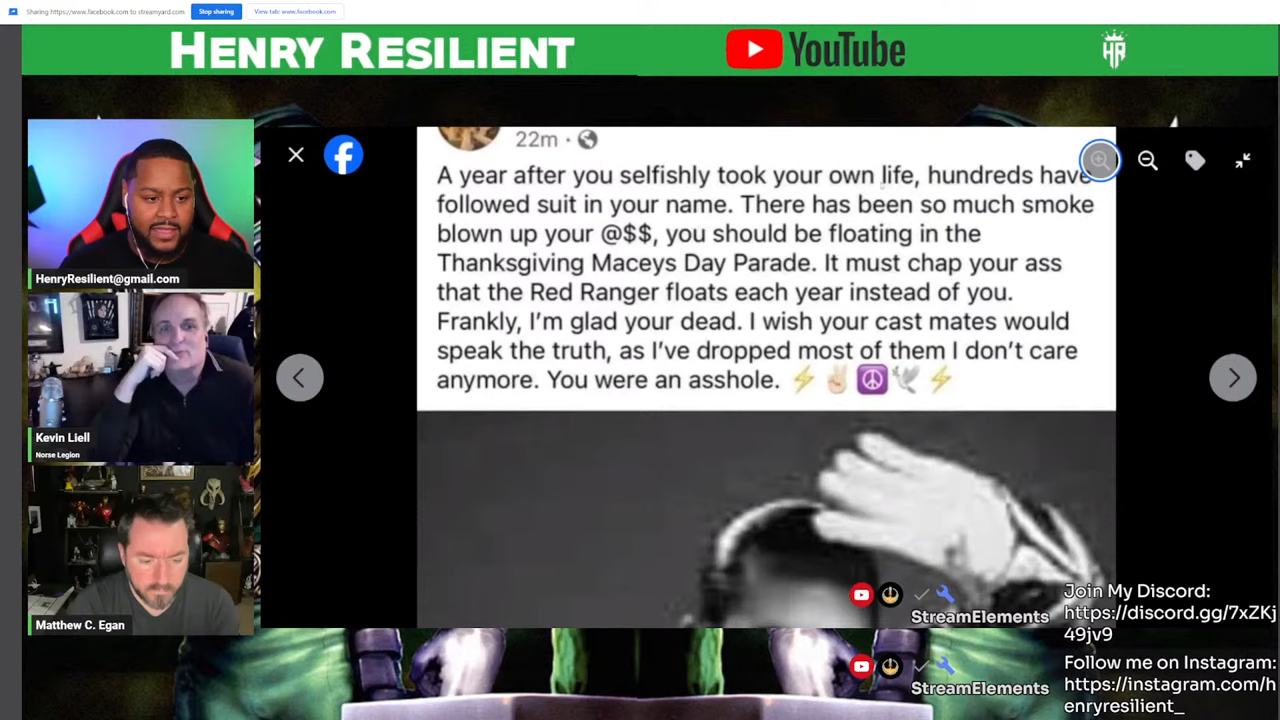 Sharing https://www.facebook.com to streamyard.com
Stop sharing
View tab: www.facebook.com
HENRY RESILIENT
YouTube
HR
22m ·
A year after you selfishly took your own life, hundreds have
followed suit in your name. There has been so much smoke
blown up your @$$, you should be floating in the
Thanksgiving Maceys Day Parade. It must chap your ass
that the Red Ranger floats each year instead of you.
Frankly, I'm glad your dead. I wish your cast mates would
speak the truth, as I've dropped most of them I don't care
anymore. You were an asshole. ⚡✌🏻☮️🕊️⚡
HenryResilient@gmail.com
Kevin Liell
Norse Legion
Matthew C. Egan
StreamElements
Join My Discord:
https://discord.gg/7xZKj
49jv9
StreamElements
Follow me on Instagram:
https://instagram.com/h
enryresilient_